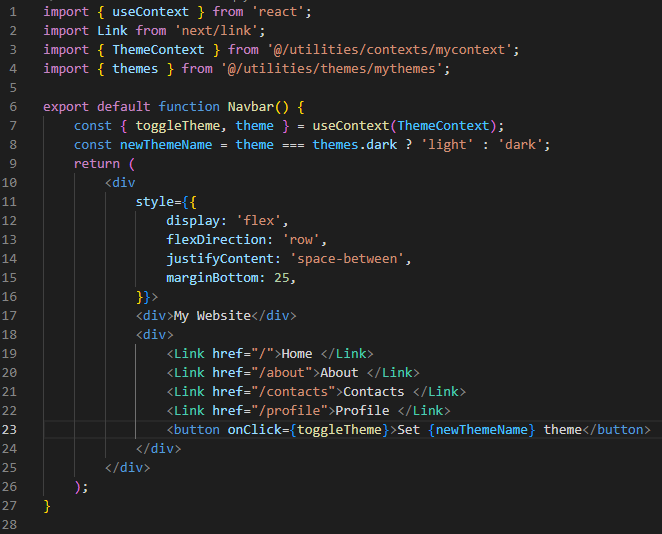 1 import { useContext } from 'react';
2 import Link from 'next/link';
3 import { ThemeContext } from '@/utilities/contexts/mycontext';
4 import { themes } from '@/utilities/themes/mythemes';
5
6 export default function Navbar() {
7     const { toggleTheme, theme } = useContext(ThemeContext);
8     const newThemeName = theme === themes.dark ? 'light' : 'dark';
9     return (
10         <div
11             style={{
12                 display: 'flex',
13                 flexDirection: 'row',
14                 justifyContent: 'space-between',
15                 marginBottom: 25,
16             }}>
17             <div>My Website</div>
18             <div>
19                 <Link href="/">Home </Link>
20                 <Link href="/about">About </Link>
21                 <Link href="/contacts">Contacts </Link>
22                 <Link href="/profile">Profile </Link>
23                 <button onClick={toggleTheme}>Set {newThemeName} theme</button>
24             </div>
25         </div>
26     );
27 }
28